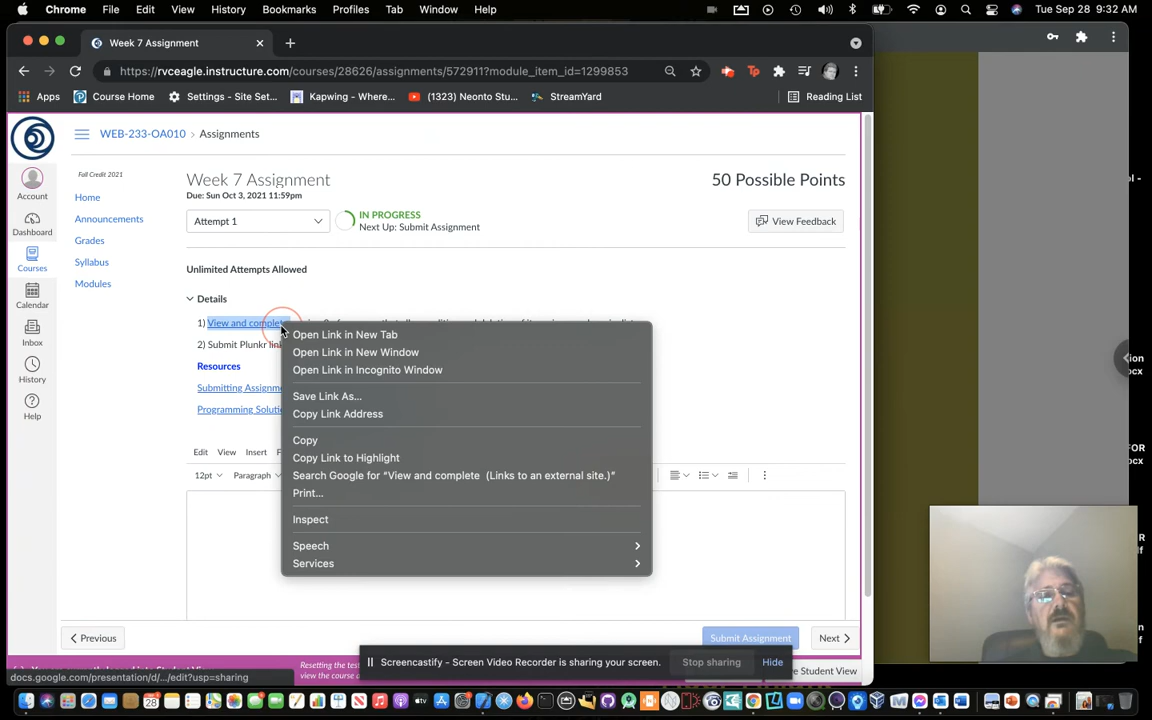 Chrome File Edit View History Bookmarks Profiles Tab Window Help Tue Sep 28 9:32 AM
Week 7 Assignment
https://rvceagle.instructure.com/courses/28626/assignments/572911?module_item_id=1299853
Apps Course Home Settings - Site Set... Kapwing - Where... (1323) Neonto Stu... StreamYard Reading List
WEB-233-OA010 › Assignments
Fall Credit 2021
Home
Announcements
Grades
Syllabus
Modules
Account
Dashboard
Courses
Calendar
Inbox
History
Help
Week 7 Assignment
50 Possible Points
Due: Sun Oct 3, 2021 11:59pm
Attempt 1
IN PROGRESS
Next Up: Submit Assignment
View Feedback
Unlimited Attempts Allowed
Details
1) View and complete
2) Submit Plunkr
Resources
Submitting
Programming
Edit View Insert
12pt Paragraph
Open Link in New Tab
Open Link in New Window
Open Link in Incognito Window
Save Link As...
Copy Link Address
Copy
Copy Link to Highlight
Search Google for “View and complete (Links to an external site.)”
Print...
Inspect
Speech
Services
Previous
Submit Assignment
Next
Screencastify - Screen Video Recorder is sharing your screen.
Stop sharing
Hide
Resetting the test
view the course
Student View
docs.google.com/presentation/d/.../edit?usp=sharing